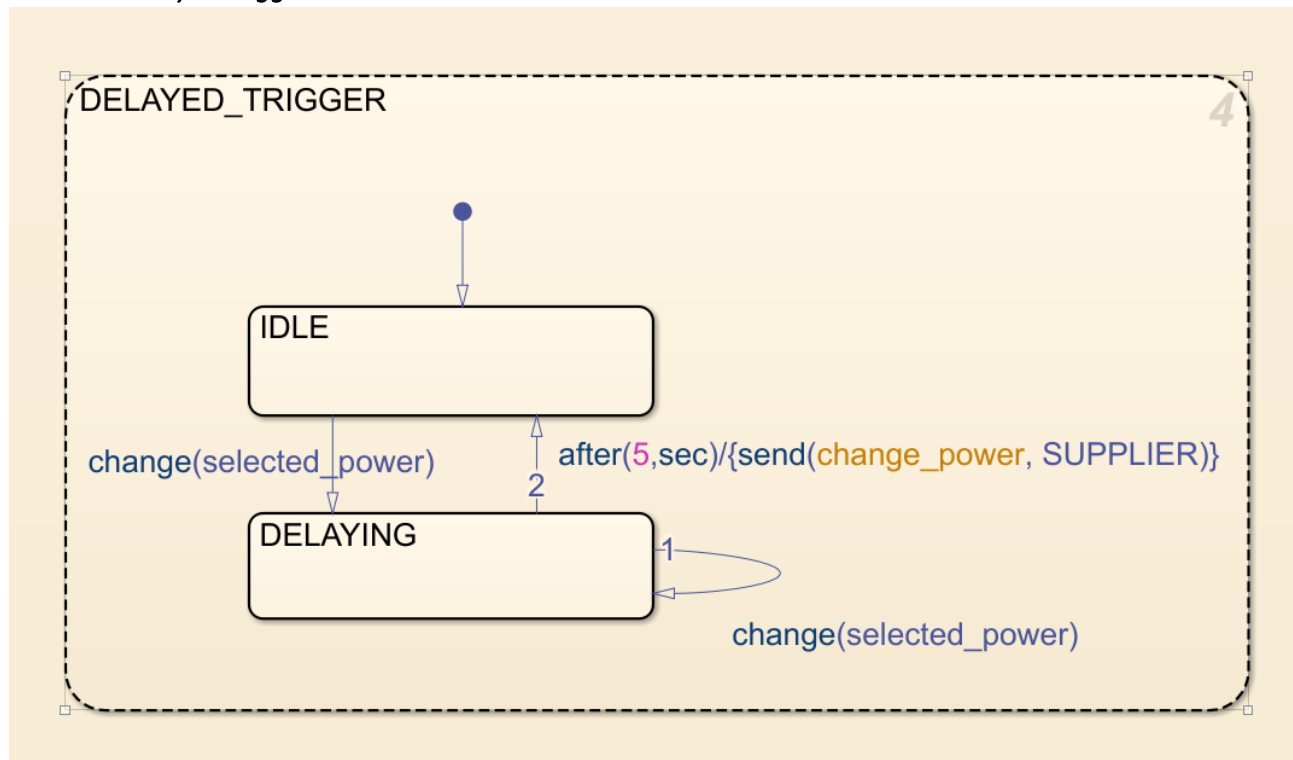 DELAYED_TRIGGER
4
IDLE
change(selected_power)
after(5,sec)/{send(change_power, SUPPLIER)}
2
DELAYING
1
change(selected_power)